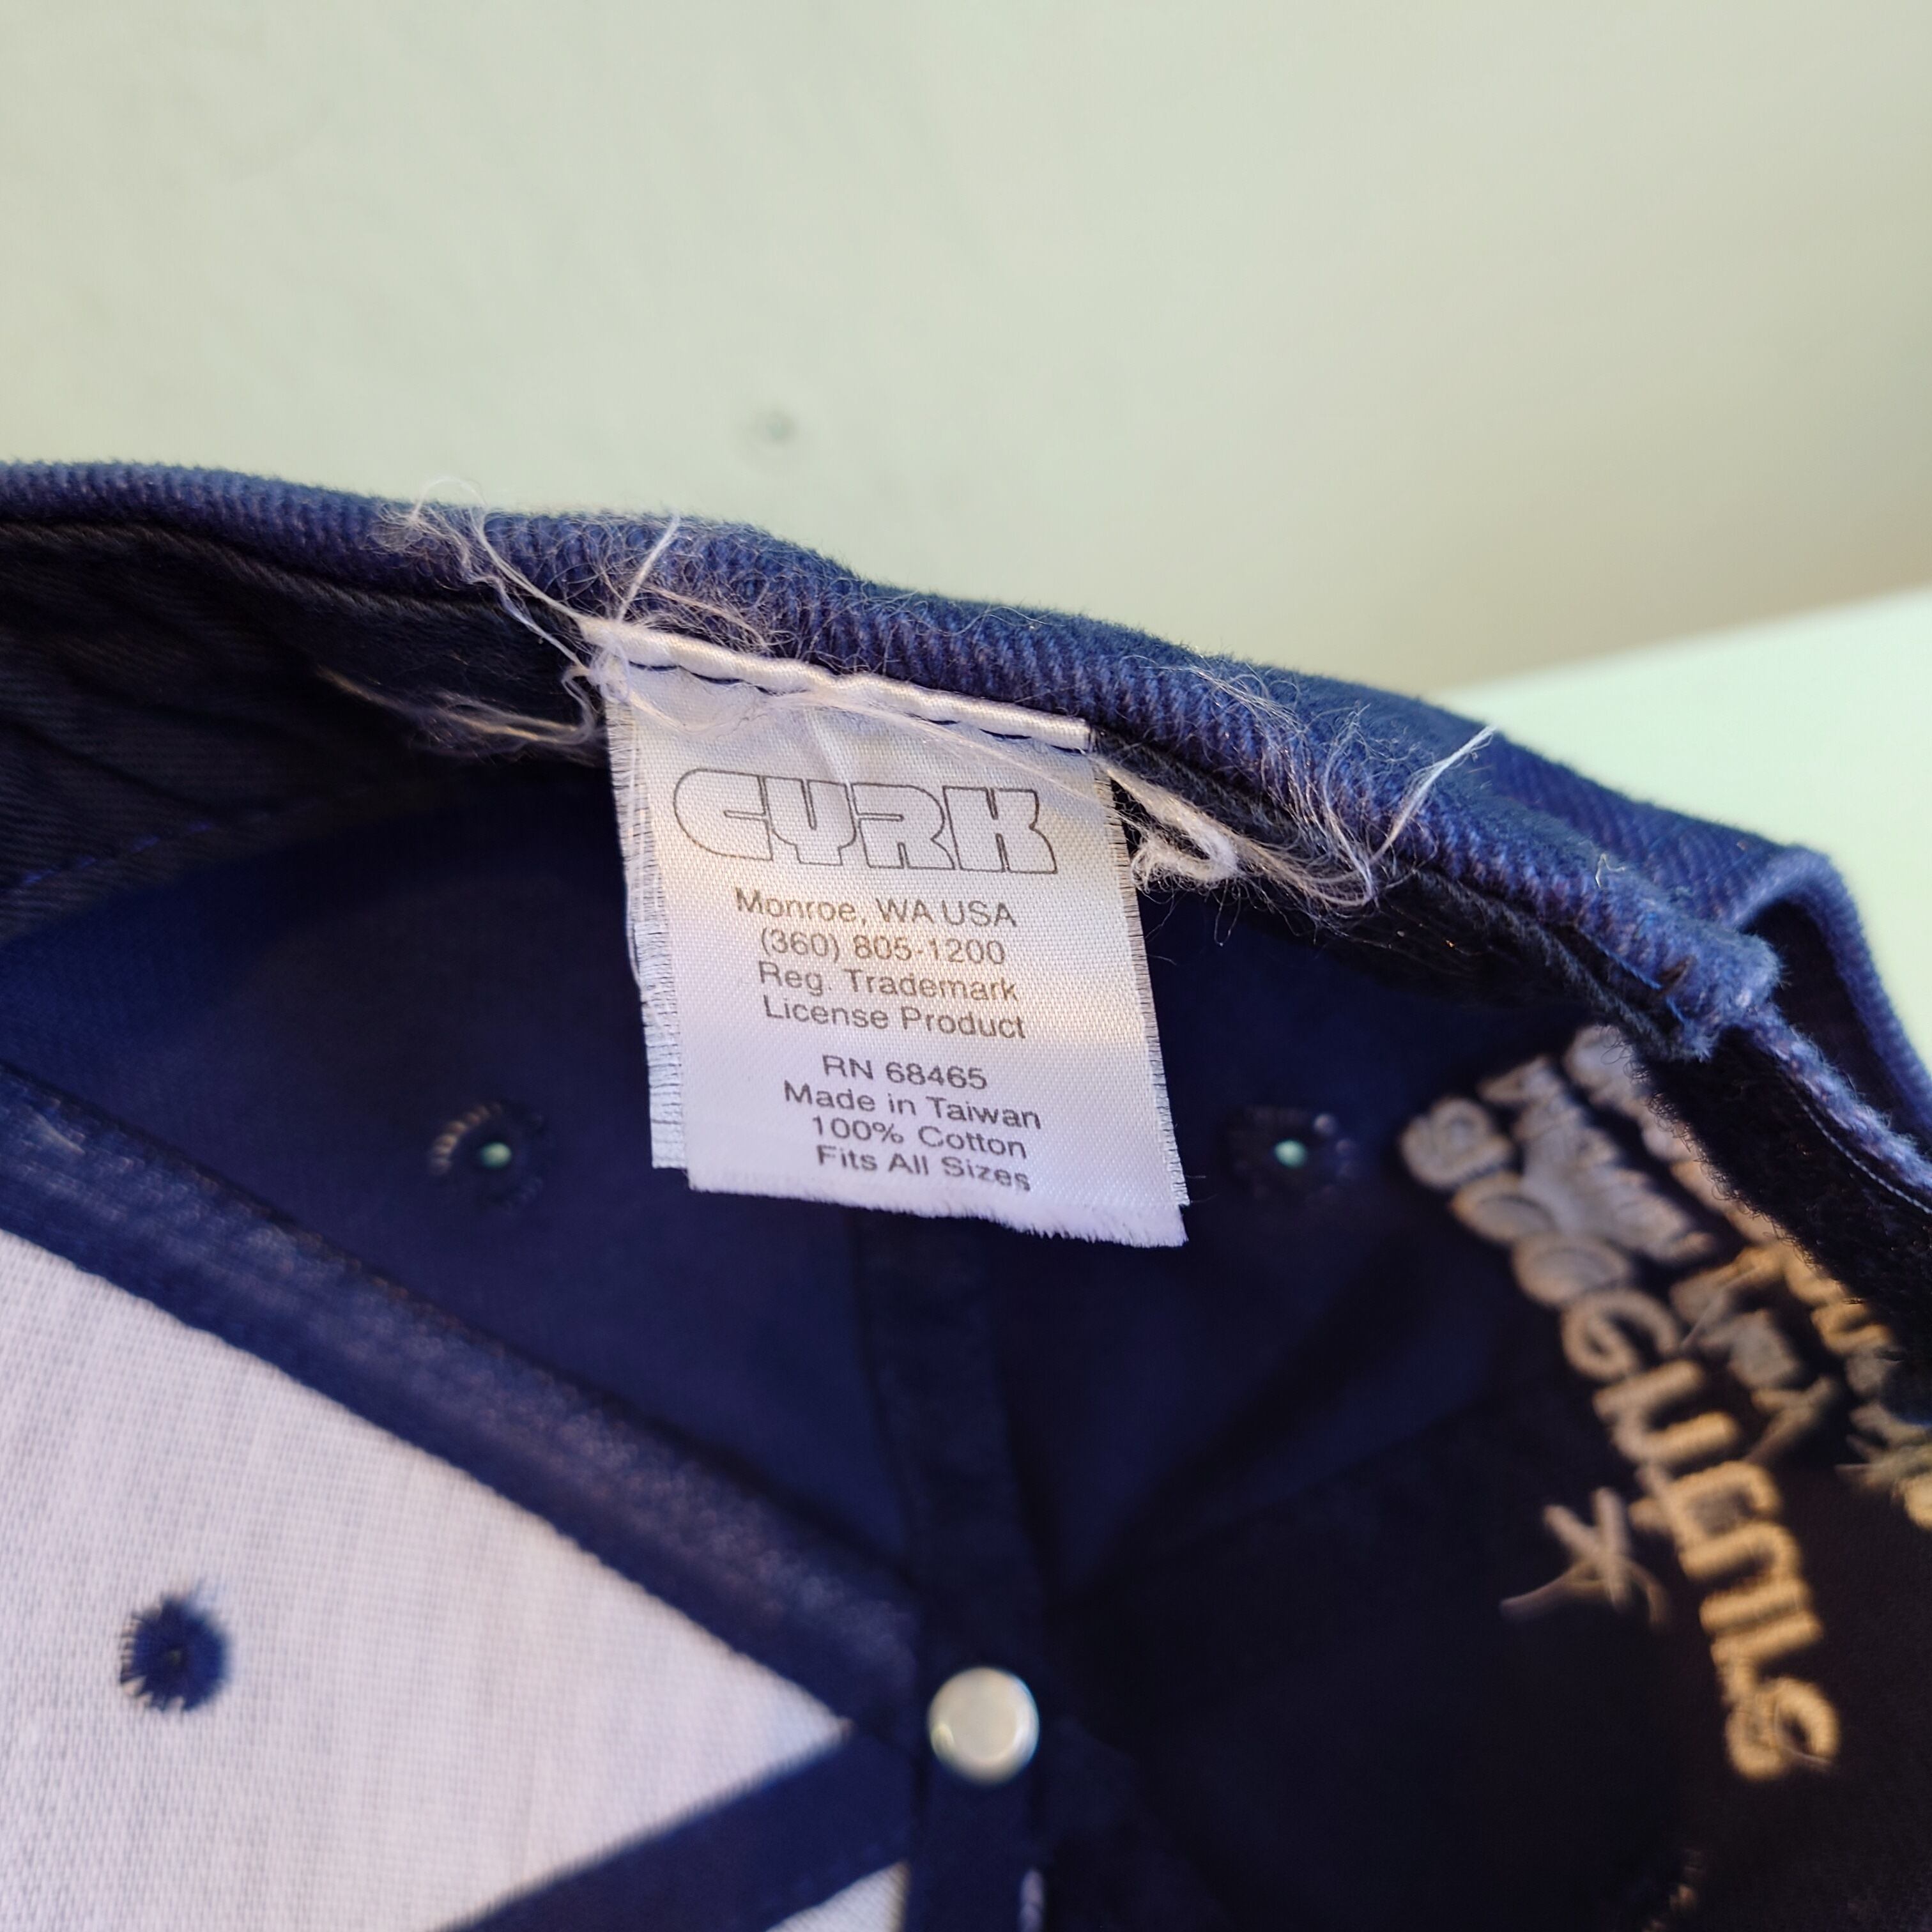 CYRK
Monroe, WA USA
(360) 805-1200
Reg. Trademark
License Product
RN 68465
Made in Taiwan
100% Cotton
Fits All Sizes